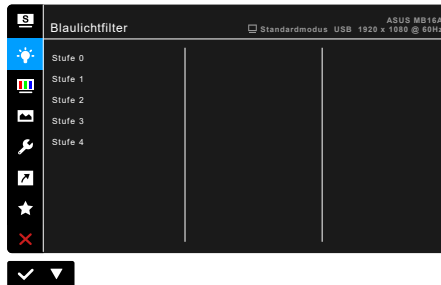 S
Blaulichtfilter
ASUS MB16A
Standardmodus USB 1920 x 1080 @ 60Hz
Stufe 0
Stufe 1
Stufe 2
Stufe 3
Stufe 4